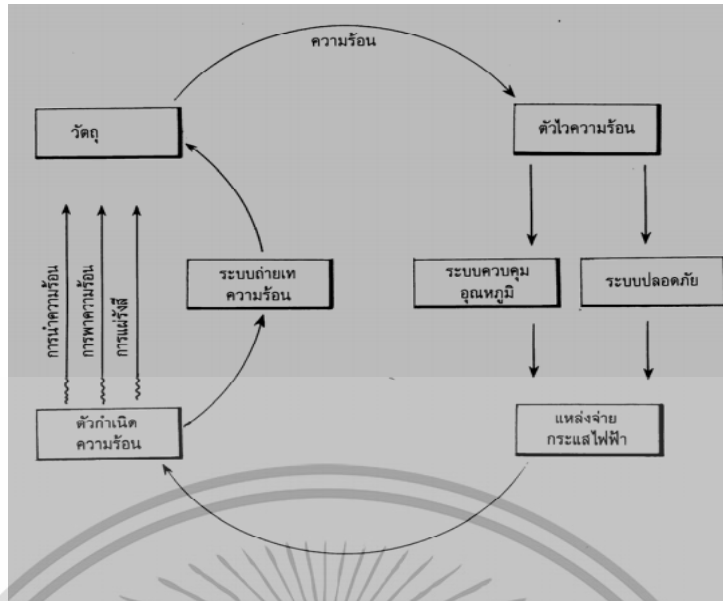 ความร้อน
วัตถุ
ตัวไวความร้อน
ระบบถ่ายเท
ความร้อน
ระบบควบคุม
อุณหภูมิ
ระบบปลอดภัย
การนำความร้อน
การพาความร้อน
การแผ่รังสี
ตัวกำเนิด
ความร้อน
แหล่งจ่าย
กระแสไฟฟ้า